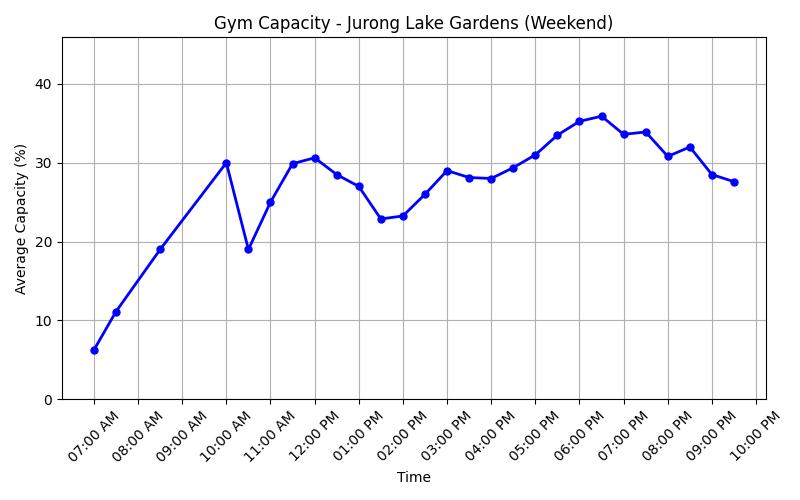 Gym Capacity - Jurong Lake Gardens (Weekend)
Average Capacity (%)
40
30
20
10
0
07:00 AM
08:00 AM
09:00 AM
10:00 AM
11:00 AM
12:00 PM
01:00 PM
02:00 PM
03:00 PM
04:00 PM
05:00 PM
06:00 PM
07:00 PM
08:00 PM
09:00 PM
10:00 PM
Time